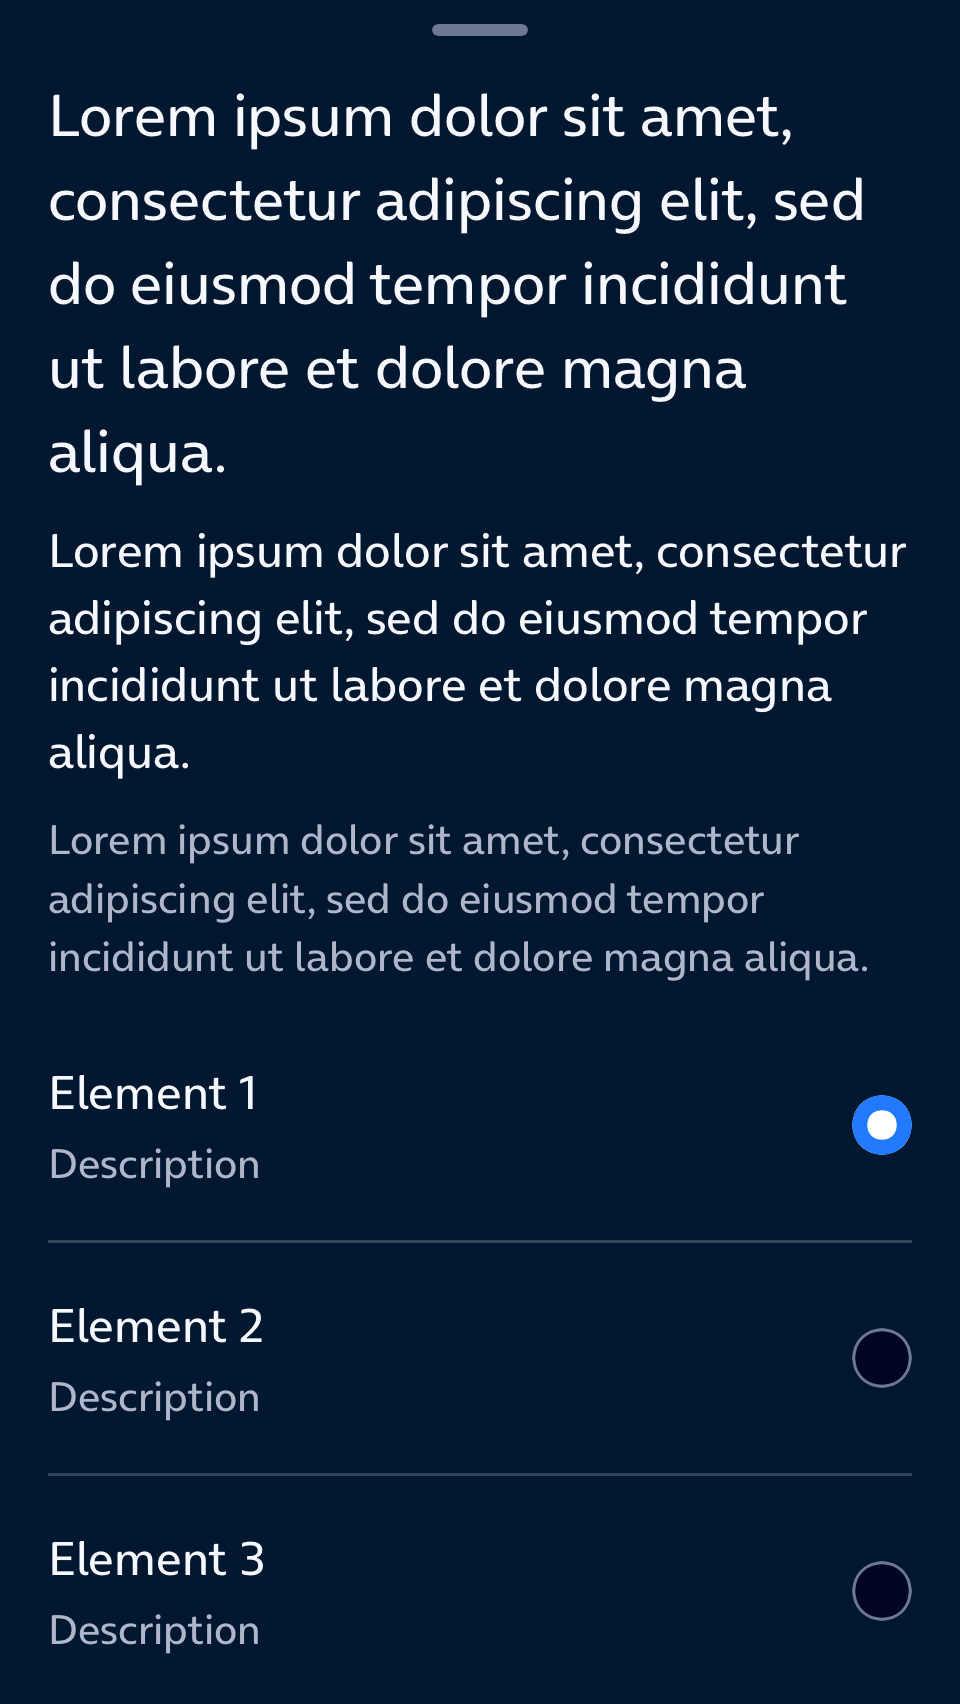 Lorem ipsum dolor sit amet,
consectetur adipiscing elit, sed
do eiusmod tempor incididunt
ut labore et dolore magna
aliqua.
Lorem ipsum dolor sit amet, consectetur
adipiscing elit, sed do eiusmod tempor
incididunt ut labore et dolore magna
aliqua.
Lorem ipsum dolor sit amet, consectetur
adipiscing elit, sed do eiusmod tempor
incididunt ut labore et dolore magna aliqua.
Element 1
Description
Element 2
Description
Element 3
Description